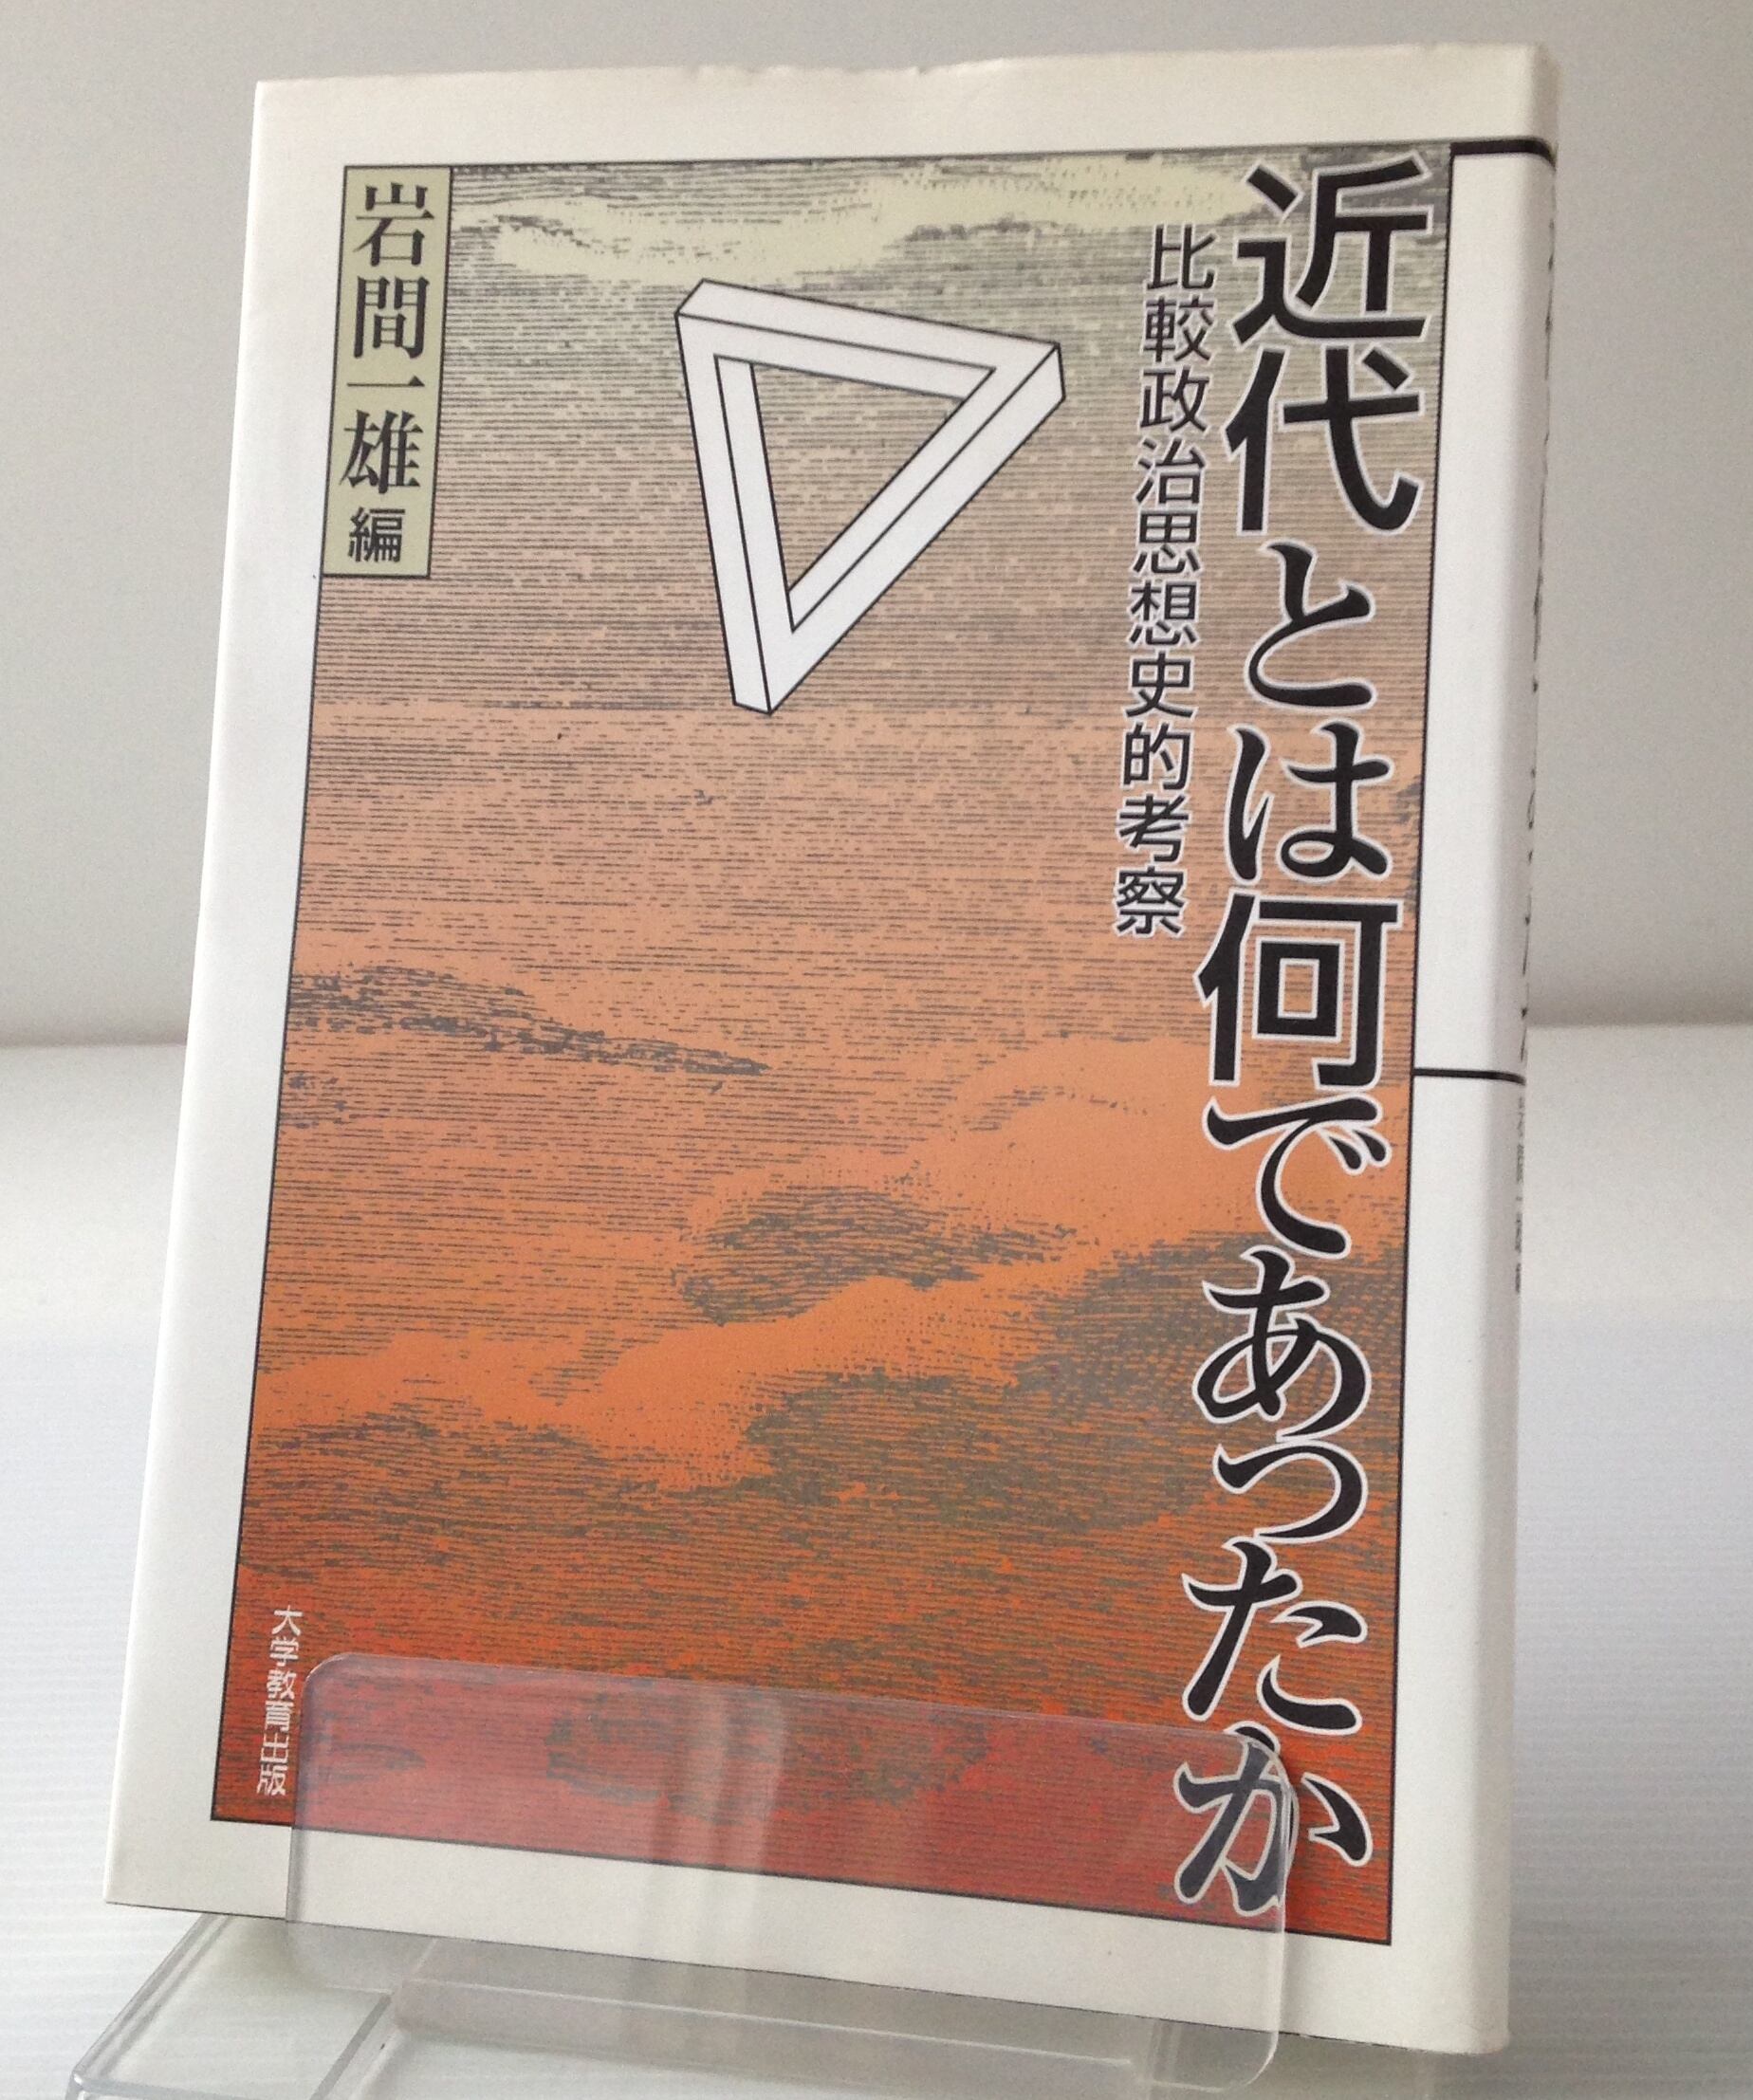 近代とは何であったか
比較政治思想史的考察
岩間一雄 編
大学教育出版